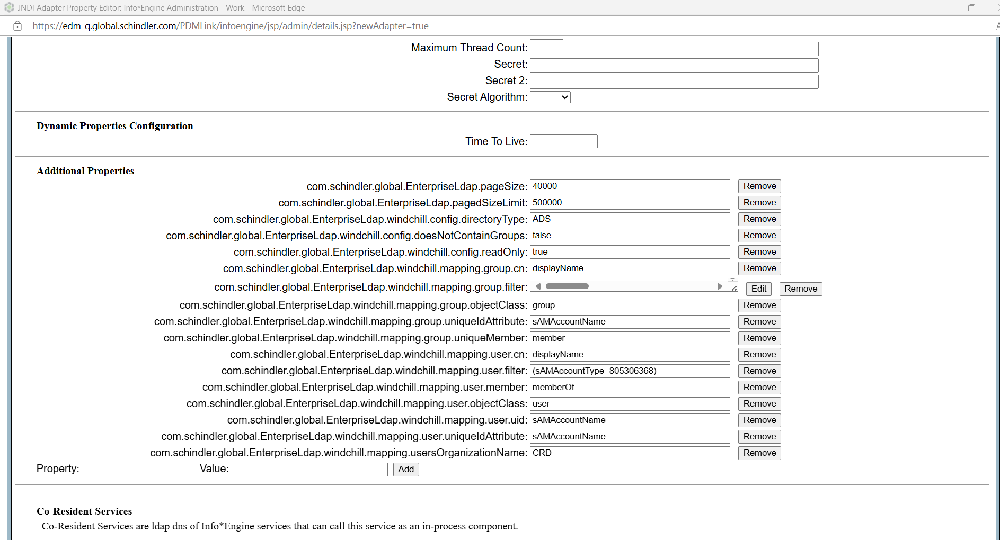 JNDI Adapter Property Editor: Info*Engine Administration - Work - Microsoft Edge
https://edm-q.global.schindler.com/PDMLink/infoengine/jsp/admin/details.jsp?newAdapter=true
Maximum Thread Count:
Secret:
Secret 2:
Secret Algorithm:
Dynamic Properties Configuration
Time To Live:
Additional Properties
com.schindler.global.EnterpriseLdap.pageSize: 40000 Remove
com.schindler.global.EnterpriseLdap.pagedSizeLimit: 500000 Remove
com.schindler.global.EnterpriseLdap.windchill.config.directoryType: ADS Remove
com.schindler.global.EnterpriseLdap.windchill.config.doesNotContainGroups: false Remove
com.schindler.global.EnterpriseLdap.windchill.config.readOnly: true Remove
com.schindler.global.EnterpriseLdap.windchill.mapping.group.cn: displayName Remove
com.schindler.global.EnterpriseLdap.windchill.mapping.group.filter: Edit Remove
com.schindler.global.EnterpriseLdap.windchill.mapping.group.objectClass: group Remove
com.schindler.global.EnterpriseLdap.windchill.mapping.group.uniqueIdAttribute: sAMAccountName Remove
com.schindler.global.EnterpriseLdap.windchill.mapping.group.uniqueMember: member Remove
com.schindler.global.EnterpriseLdap.windchill.mapping.user.cn: displayName Remove
com.schindler.global.EnterpriseLdap.windchill.mapping.user.filter: (sAMAccountType=805306368) Remove
com.schindler.global.EnterpriseLdap.windchill.mapping.user.member: memberOf Remove
com.schindler.global.EnterpriseLdap.windchill.mapping.user.objectClass: user Remove
com.schindler.global.EnterpriseLdap.windchill.mapping.user.uid: sAMAccountName Remove
com.schindler.global.EnterpriseLdap.windchill.mapping.user.uniqueIdAttribute: sAMAccountName Remove
com.schindler.global.EnterpriseLdap.windchill.mapping.usersOrganizationName: CRD Remove
Property: Value: Add
Co-Resident Services
Co-Resident Services are ldap dns of Info*Engine services that can call this service as an in-process component.